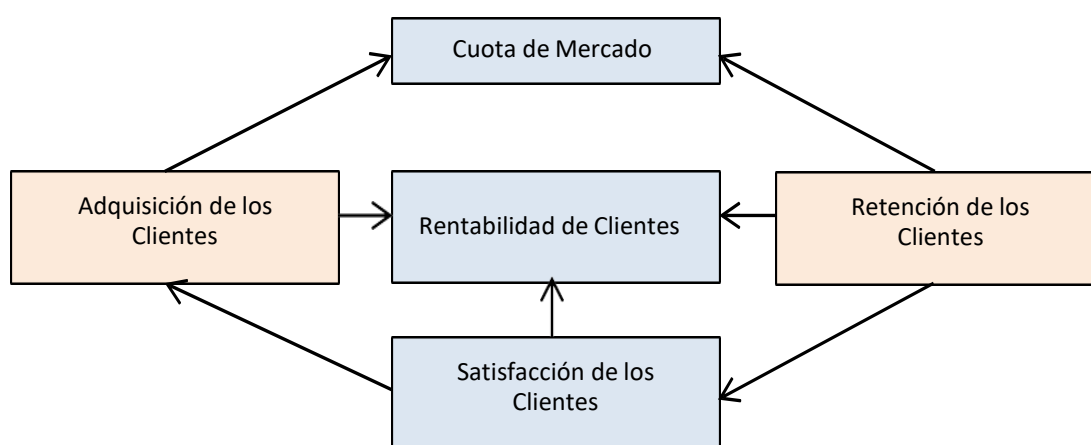 Cuota de Mercado
Adquisición de los
Clientes
Rentabilidad de Clientes
Retención de los
Clientes
Satisfacción de los
Clientes